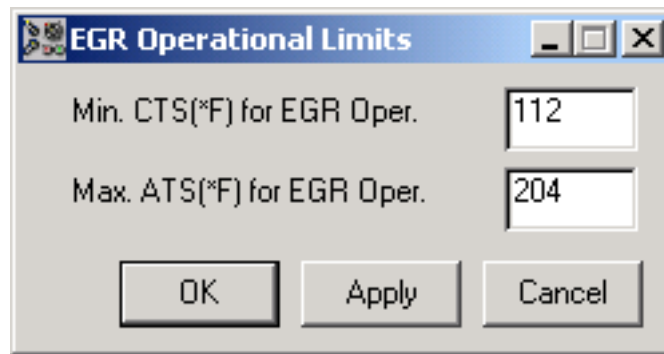 EGR Operational Limits
Min. CTS(*F) for EGR Oper. 112
Max. ATS(*F) for EGR Oper. 204
OK Apply Cancel